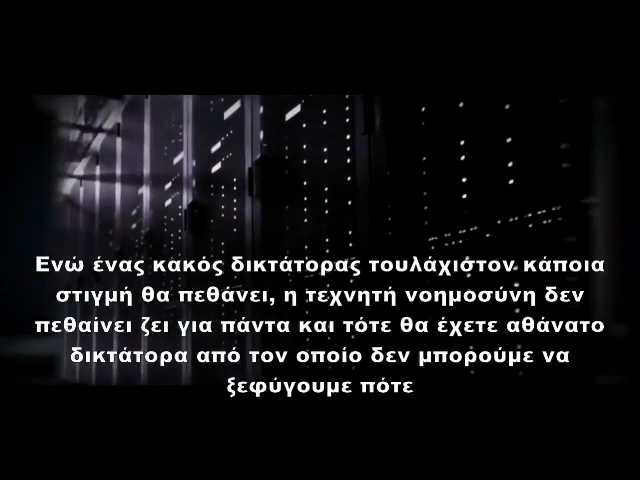 Ενώ ένας κακός δικτάτορας τουλάχιστον κάποια
στιγμή θα πεθάνει, η τεχνητή νοημοσύνη δεν
πεθαίνει ζει για πάντα και τότε θα έχετε αθάνατο
δικτάτορα από τον οποίο δεν μπορούμε να
ξεφύγουμε πότε